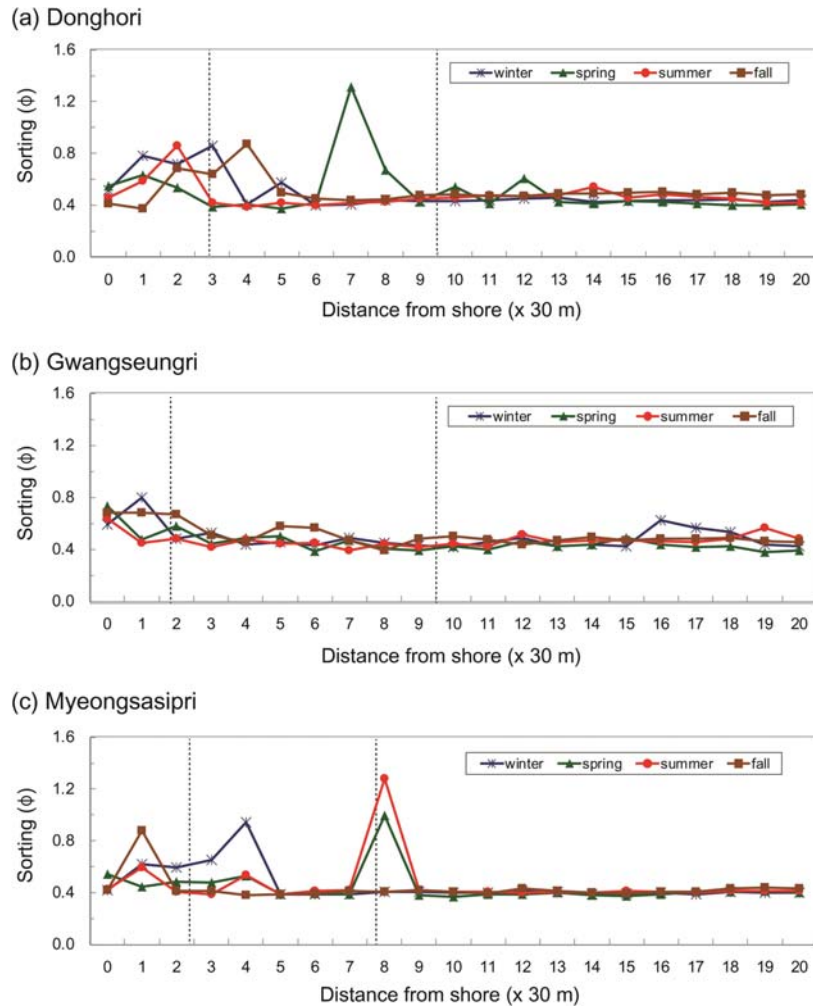 (a) Donghori
1.6
1.2
0.8
0.4
0.0
Sorting (ϕ)
winter spring summer fall
0 1 2 3 4 5 6 7 8 9 10 11 12 13 14 15 16 17 18 19 20
Distance from shore (x 30 m)
(b) Gwangseungri
1.6
1.2
0.8
0.4
0.0
Sorting (ϕ)
winter spring summer fall
0 1 2 3 4 5 6 7 8 9 10 11 12 13 14 15 16 17 18 19 20
Distance from shore (x 30 m)
(c) Myeongsasipri
1.6
1.2
0.8
0.4
0.0
Sorting (ϕ)
winter spring summer fall
0 1 2 3 4 5 6 7 8 9 10 11 12 13 14 15 16 17 18 19 20
Distance from shore (x 30 m)